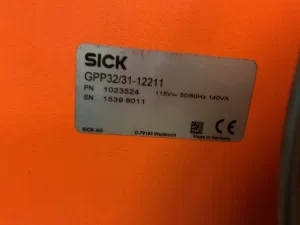 SICK
GPP32/31-12211
PN 1023524 115V~ 50/60Hz 140VA
SN 1539 8011
SICK AG D-79183 Waldkirch Made in Germany